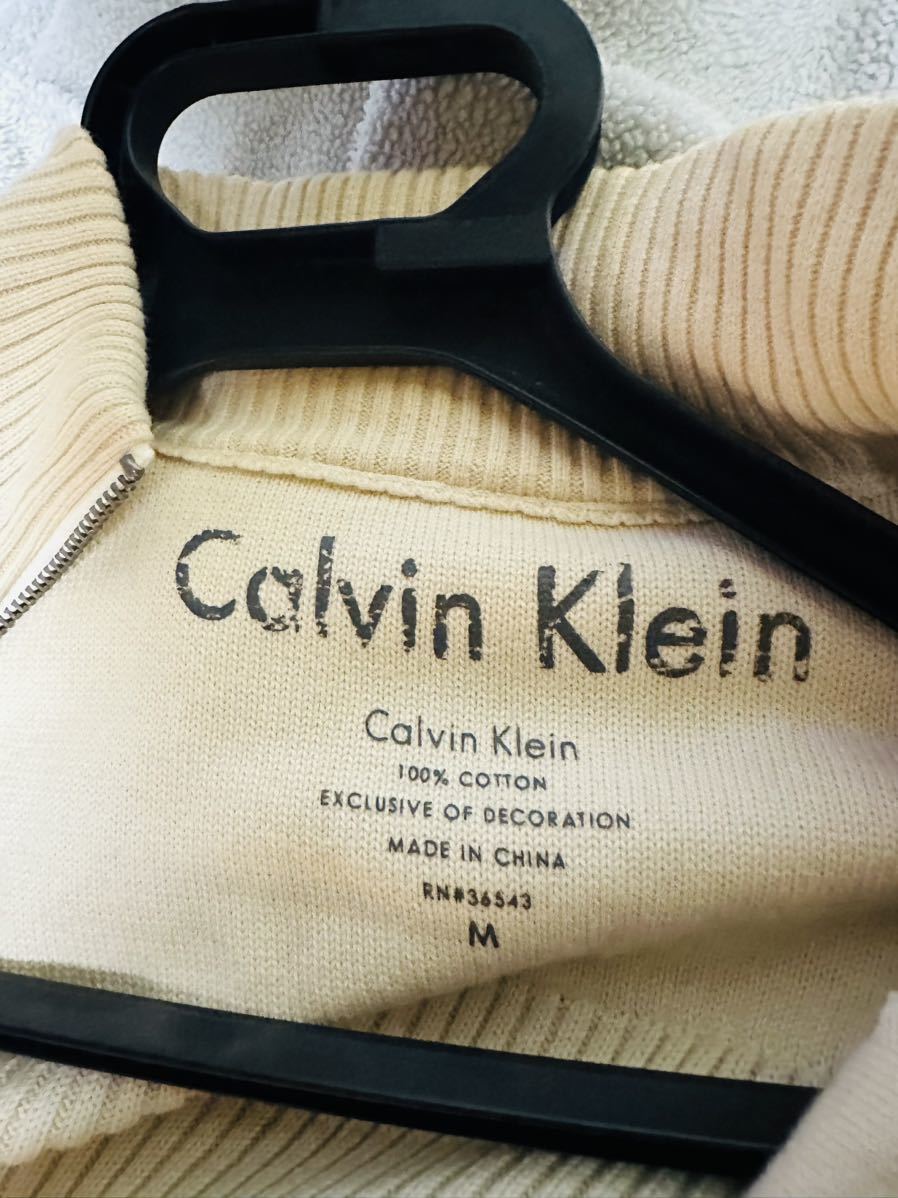 Calvin Klein
Calvin Klein
100% COTTON
EXCLUSIVE OF DECORATION
MADE IN CHINA
RN#36543
M